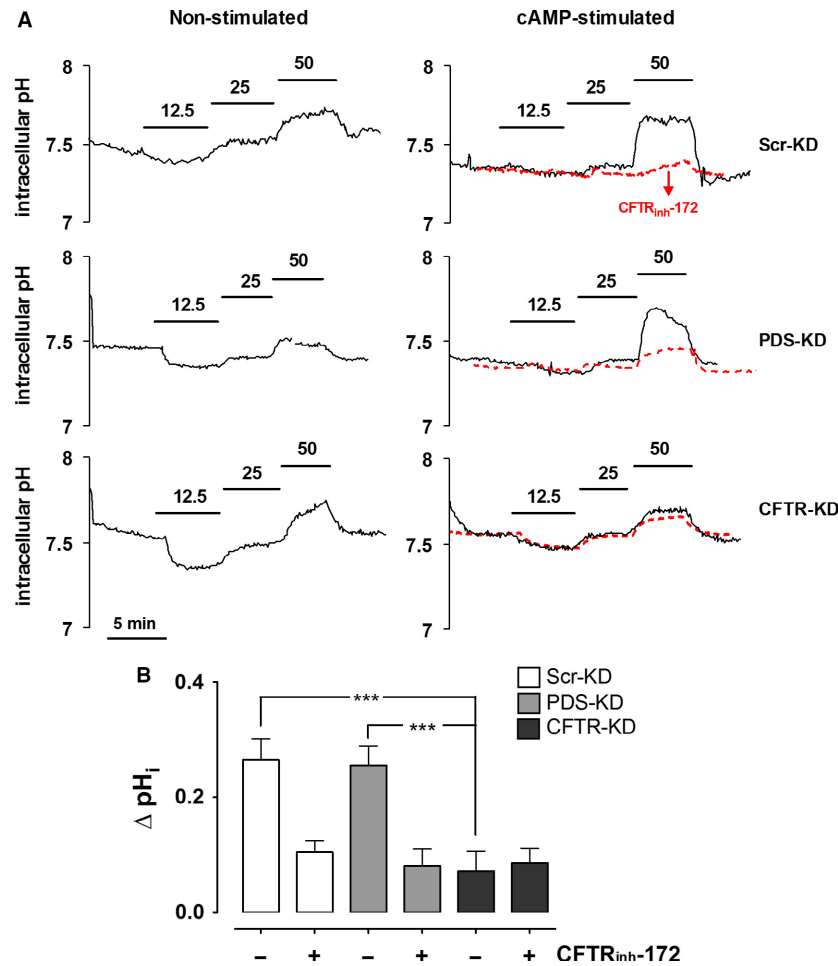 A
Non-stimulated
cAMP-stimulated
intracellular pH
8
7.5
7
12.5
25
50
8
7.5
7
12.5
25
50
CFTRinh-172
Scr-KD
intracellular pH
8
7.5
7
12.5
25
50
8
7.5
7
12.5
25
50
PDS-KD
intracellular pH
8
7.5
7
12.5
25
50
5 min
8
7.5
7
12.5
25
50
CFTR-KD
B
Δ pHi
0.4
0.2
0.0
***
***
Scr-KD
PDS-KD
CFTR-KD
– + – + – + CFTRinh-172